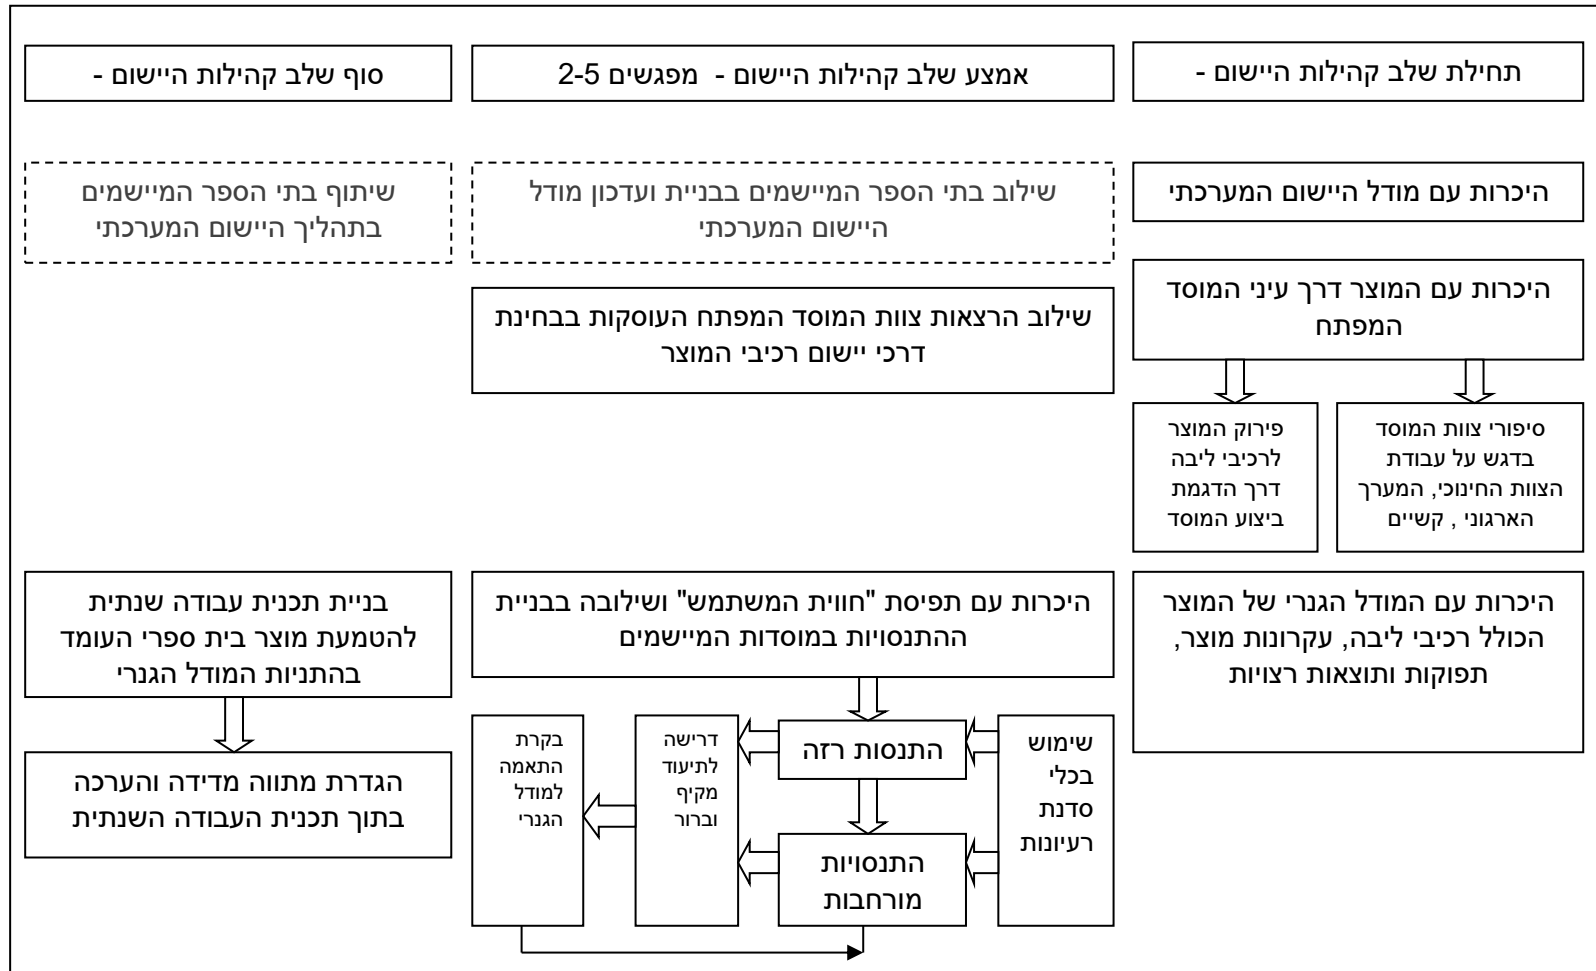 תחילת שלב קהילות היישום -
אמצע שלב קהילות היישום - מפגשים 2-5
סוף שלב קהילות היישום -
היכרות עם מודל היישום המערכתי
שילוב בתי הספר המיישמים בבניית ועדכון מודל
היישום המערכתי
שיתוף בתי הספר המיישמים
בתהליך היישום המערכתי
היכרות עם המוצר דרך עיני המוסד
המפתח
שילוב הרצאות צוות המוסד המפתח העוסקות בבחינת
דרכי יישום רכיבי המוצר
סיפורי צוות המוסד
בדגש על עבודת
הצוות החינוכי, המערך
הארגוני , קשיים
פירוק המוצר
לרכיבי ליבה
דרך הדגמת
ביצוע המוסד
היכרות עם המודל הגנרי של המוצר
הכולל רכיבי ליבה, עקרונות מוצר,
תפוקות ותוצאות רצויות
היכרות עם תפיסת "חווית המשתמש" ושילובה בבניית
ההתנסויות במוסדות המיישמים
בניית תכנית עבודה שנתית
להטמעת מוצר בית ספרי העומד
בהתניות המודל הגנרי
שימוש
בכלי
סדנת
רעיונות
התנסות רזה
התנסויות
מורחבות
דרישה
לתיעוד
מקיף
וברור
בקרת
התאמה
למודל
הגנרי
הגדרת מתווה מדידה והערכה
בתוך תכנית העבודה השנתית